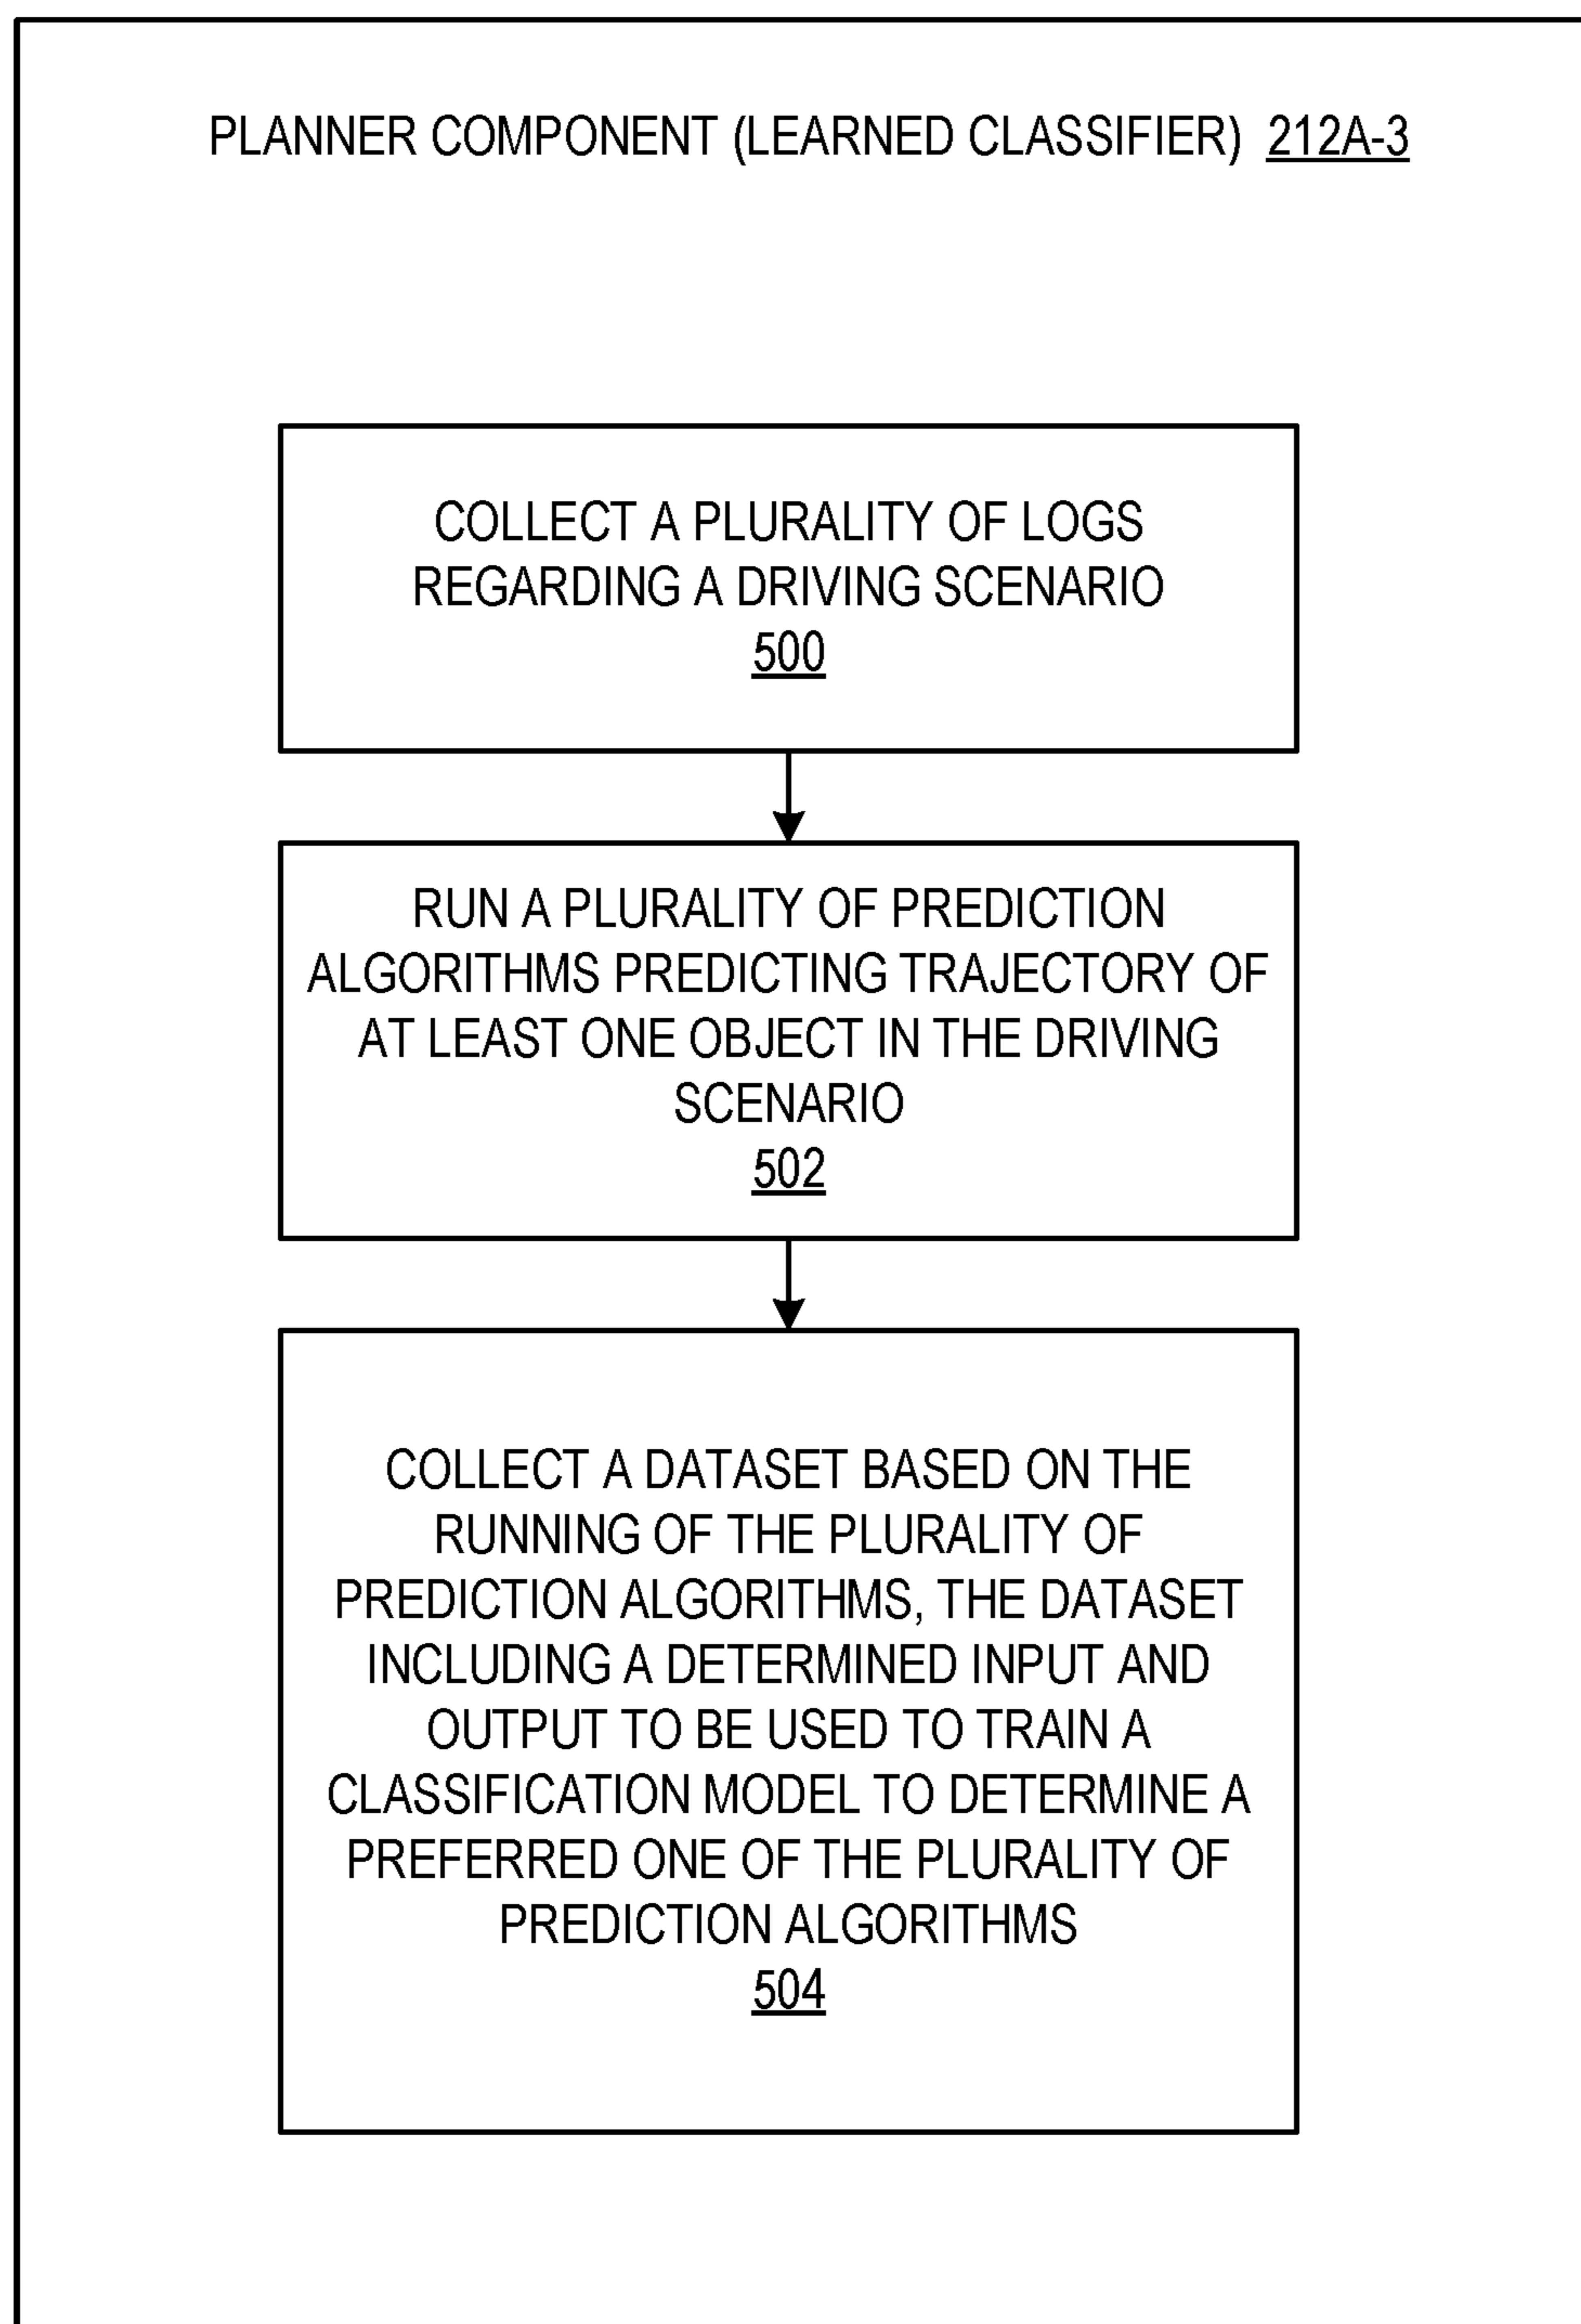 PLANNER COMPONENT (LEARNED CLASSIFIER) 212A-3
COLLECT A PLURALITY OF LOGS
REGARDING A DRIVING SCENARIO
500
RUN A PLURALITY OF PREDICTION
ALGORITHMS PREDICTING TRAJECTORY OF
AT LEAST ONE OBJECT IN THE DRIVING
SCENARIO
502
COLLECT A DATASET BASED ON THE
RUNNING OF THE PLURALITY OF
PREDICTION ALGORITHMS, THE DATASET
INCLUDING A DETERMINED INPUT AND
OUTPUT TO BE USED TO TRAIN A
CLASSIFICATION MODEL TO DETERMINE A
PREFERRED ONE OF THE PLURALITY OF
PREDICTION ALGORITHMS
504